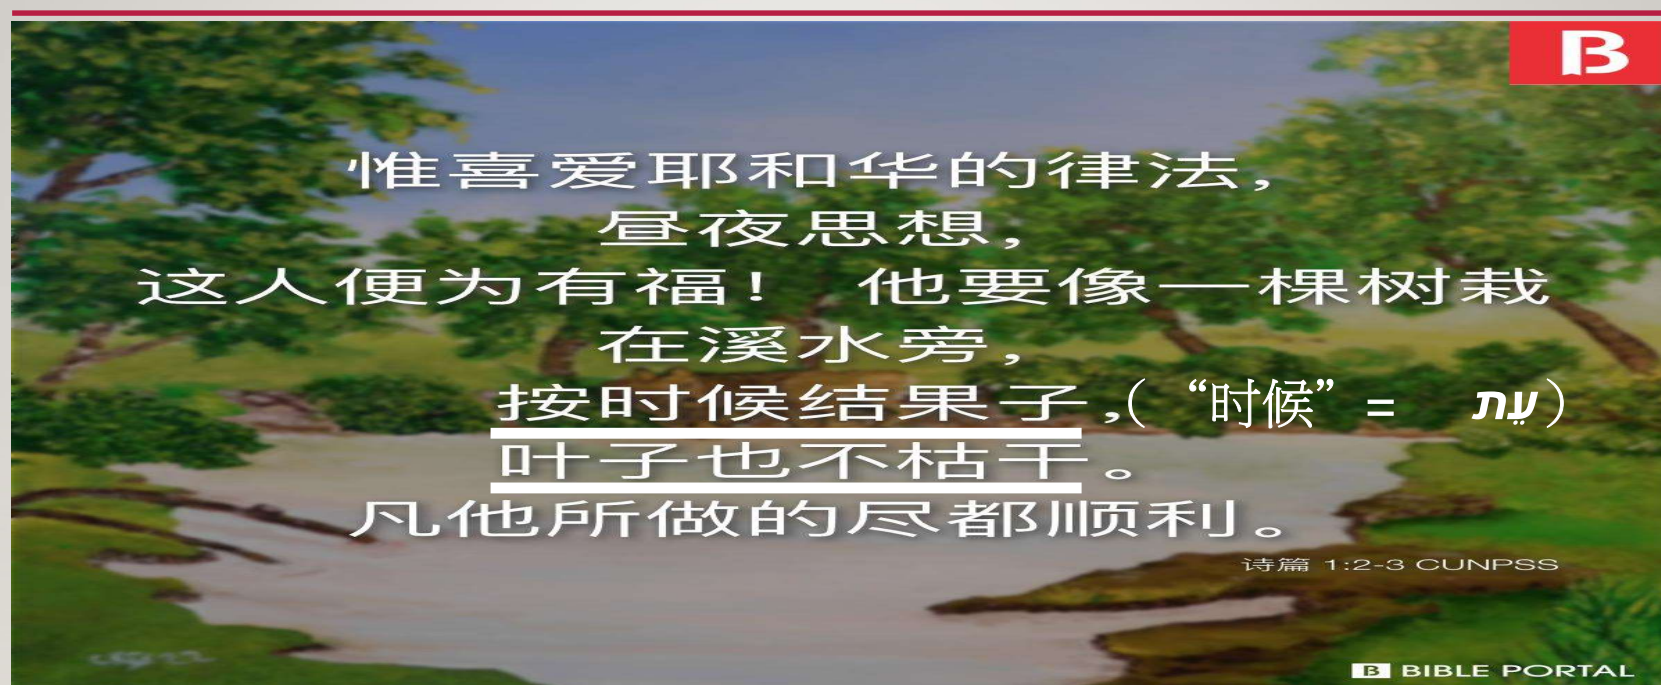 B
惟喜爱耶和华的律法,
昼夜思想,
这人便为有福! 他要像一棵树栽
在溪水旁,
按时候结果子,(“时候”= עֵת)
叶子也不枯干。
凡他所做的尽都顺利。
诗篇 1:2-3 CUNPSS
B BIBLE PORTAL